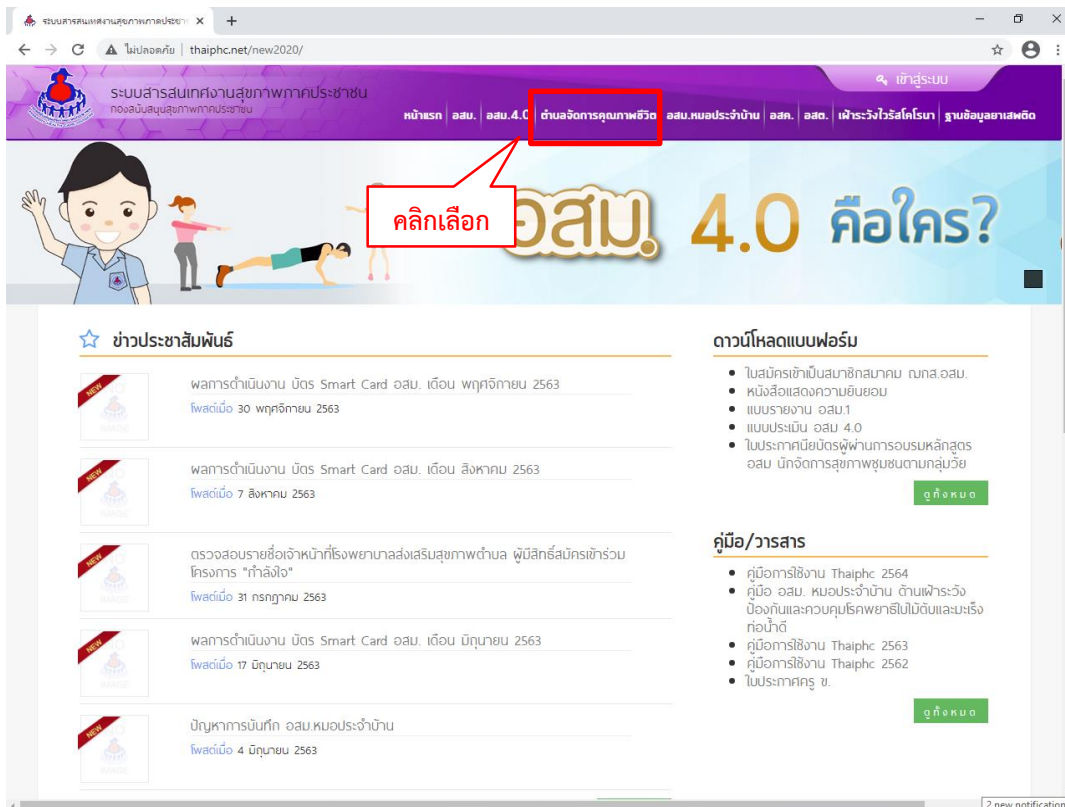 ระบบสารสนเทศงานสุขภาพภาคประชา
ไม่ปลอดภัย | thaiphc.net/new2020/
เข้าสู่ระบบ
ระบบสารสนเทศงานสุขภาพภาคประชาชน
กองสนับสนุนสุขภาพภาคประชาชน
หน้าแรก อสม. อสม.4.0 ตำบลจัดการคุณภาพชีวิต อสม.หมอประจำบ้าน อสค. อสต. เฝ้าระวังไวรัสโคโรนา ฐานข้อมูลยาเสพติด
คลิกเลือก
อสม. 4.0 คือใคร?
ข่าวประชาสัมพันธ์
NEW
ผลการดำเนินงาน บัตร Smart Card อสม. เดือน พฤศจิกายน 2563
โพสต์เมื่อ 30 พฤศจิกายน 2563
NEW
ผลการดำเนินงาน บัตร Smart Card อสม. เดือน สิงหาคม 2563
โพสต์เมื่อ 7 สิงหาคม 2563
NEW
ตรวจสอบรายชื่อเจ้าหน้าที่โรงพยาบาลส่งเสริมสุขภาพตำบล ผู้มีสิทธิ์สมัครเข้าร่วม
โครงการ "กำลังใจ"
โพสต์เมื่อ 31 กรกฎาคม 2563
NEW
ผลการดำเนินงาน บัตร Smart Card อสม. เดือน มิถุนายน 2563
โพสต์เมื่อ 17 มิถุนายน 2563
NEW
ปัญหาการบันทึก อสม.หมอประจำบ้าน
โพสต์เมื่อ 4 มิถุนายน 2563
ดาวน์โหลดแบบฟอร์ม
ใบสมัครเข้าเป็นสมาชิกสมาคม ฌกส.อสม.
หนังสือแสดงความยินยอม
แบบรายงาน อสม.1
แบบประเมิน อสม 4.0
ใบประกาศนียบัตรผู้ผ่านการอบรมหลักสูตร
อสม นักจัดการสุขภาพชุมชนตามกลุ่มวัย
ดูทั้งหมด
คู่มือ/วารสาร
คู่มือการใช้งาน Thaiphc 2564
คู่มือ อสม. หมอประจำบ้าน ด้านเฝ้าระวัง
ป้องกันและควบคุมโรคพยาธิใบไม้ตับและมะเร็ง
ท่อน้ำดี
คู่มือการใช้งาน Thaiphc 2563
คู่มือการใช้งาน Thaiphc 2562
ใบประกาศครู ข.
ดูทั้งหมด
2 new notification